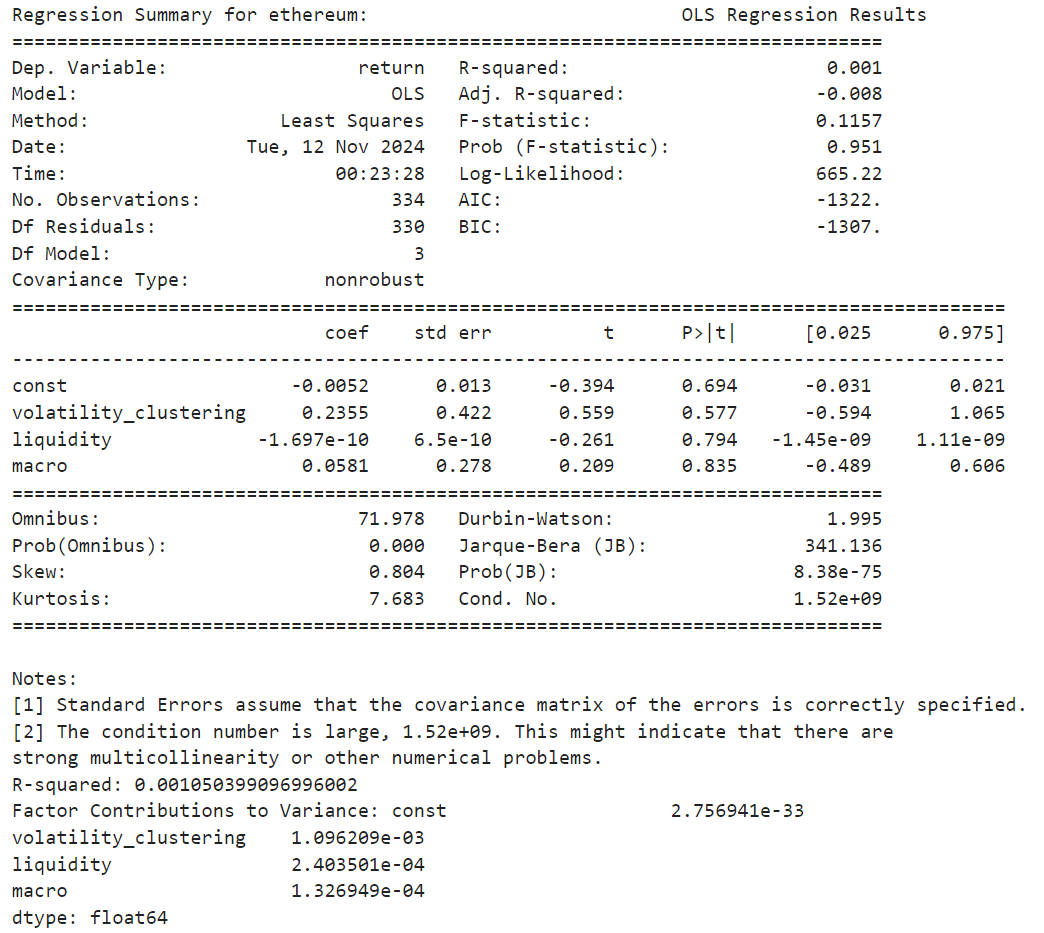 Regression Summary for ethereum:                            OLS Regression Results
==============================================================================
Dep. Variable:                 return   R-squared:                       0.001
Model:                            OLS   Adj. R-squared:                 -0.008
Method:                 Least Squares   F-statistic:                    0.1157
Date:                Tue, 12 Nov 2024   Prob (F-statistic):              0.951
Time:                        00:23:28   Log-Likelihood:                 665.22
No. Observations:                 334   AIC:                            -1322.
Df Residuals:                     330   BIC:                            -1307.
Df Model:                           3
Covariance Type:            nonrobust
=========================================================================================
                            coef    std err          t      P>|t|      [0.025      0.975]
-----------------------------------------------------------------------------------------
const                    -0.0052      0.013     -0.394      0.694      -0.031       0.021
volatility_clustering     0.2355      0.422      0.559      0.577      -0.594       1.065
liquidity             -1.697e-10    6.5e-10     -0.261      0.794   -1.45e-09    1.11e-09
macro                     0.0581      0.278      0.209      0.835      -0.489       0.606
==============================================================================
Omnibus:                       71.978   Durbin-Watson:                   1.995
Prob(Omnibus):                  0.000   Jarque-Bera (JB):              341.136
Skew:                           0.804   Prob(JB):                     8.38e-75
Kurtosis:                       7.683   Cond. No.                     1.52e+09
==============================================================================
Notes:
[1] Standard Errors assume that the covariance matrix of the errors is correctly specified.
[2] The condition number is large, 1.52e+09. This might indicate that there are
strong multicollinearity or other numerical problems.
R-squared: 0.001050399096996002
Factor Contributions to Variance: const                    2.756941e-33
volatility_clustering    1.096209e-03
liquidity                2.403501e-04
macro                    1.326949e-04
dtype: float64